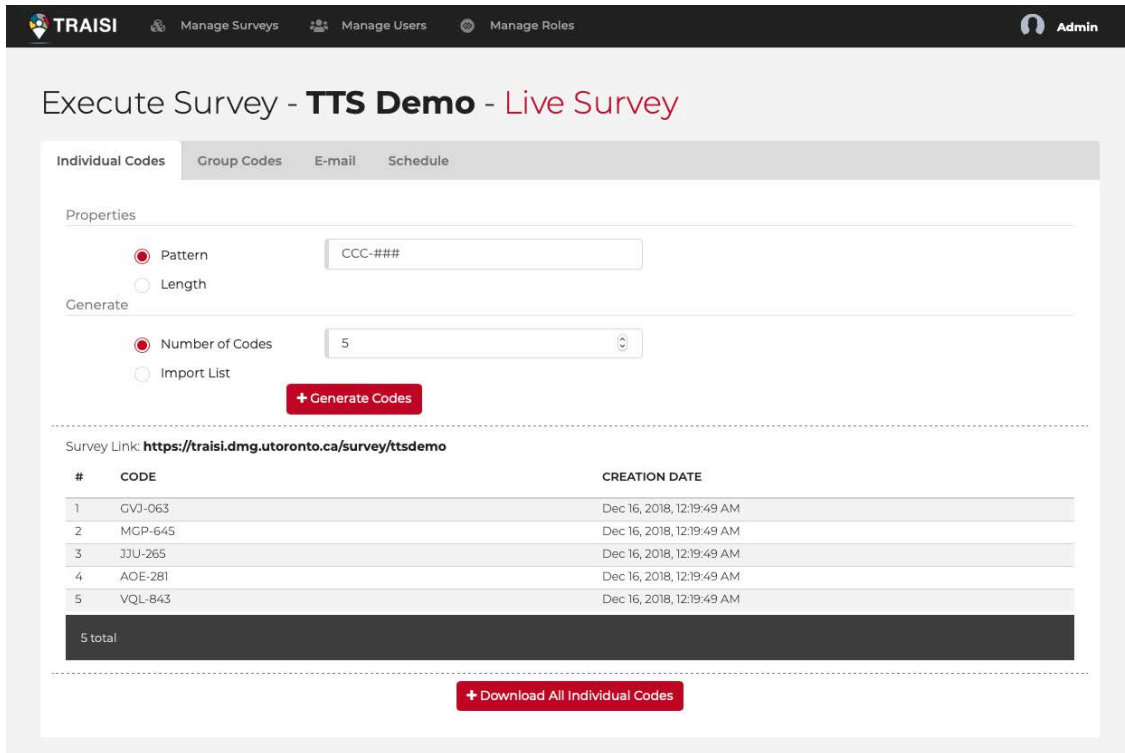 TRAISI Manage Surveys Manage Users Manage Roles Admin
Execute Survey - TTS Demo - Live Survey
Individual Codes Group Codes E-mail Schedule
Properties
Pattern CCC-###
Length
Generate
Number of Codes 5
Import List
+ Generate Codes
Survey Link: https://traisi.dmg.utoronto.ca/survey/ttsdemo
# CODE CREATION DATE
1 GVJ-063 Dec 16, 2018, 12:19:49 AM
2 MGP-645 Dec 16, 2018, 12:19:49 AM
3 JJU-265 Dec 16, 2018, 12:19:49 AM
4 AOE-281 Dec 16, 2018, 12:19:49 AM
5 VQL-843 Dec 16, 2018, 12:19:49 AM
5 total
+ Download All Individual Codes